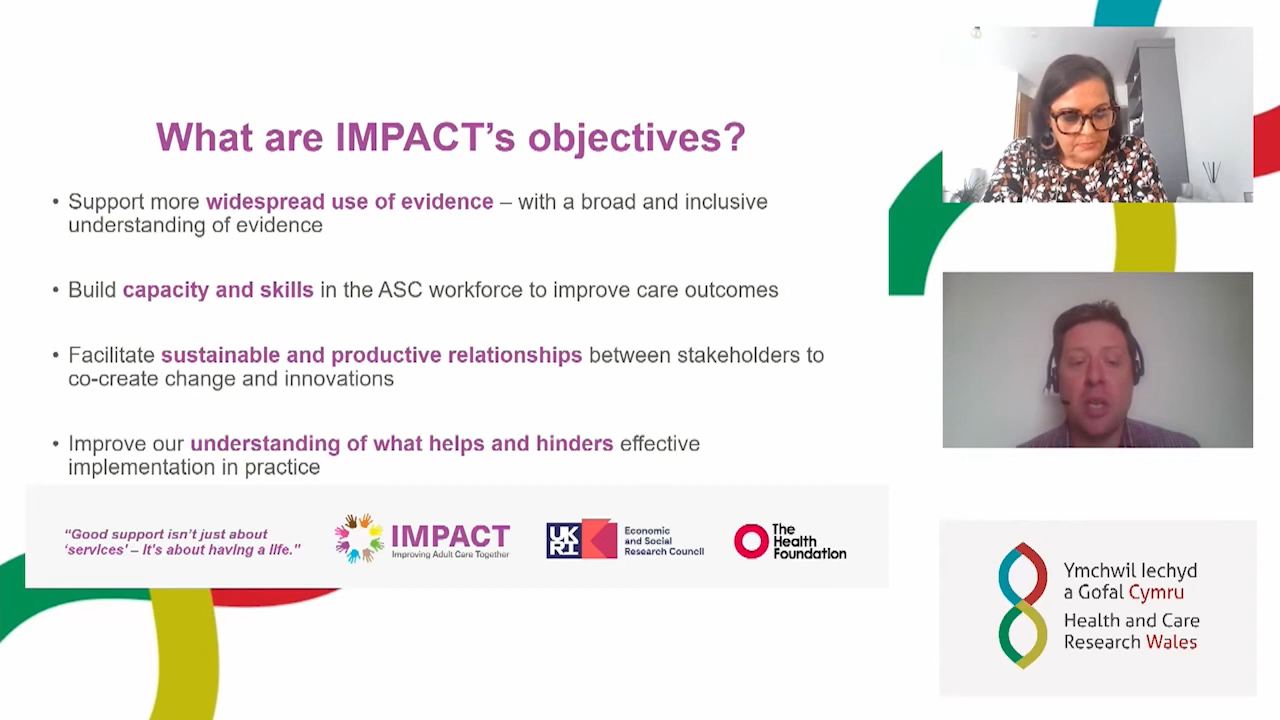 What are IMPACT's objectives?
• Support more widespread use of evidence – with a broad and inclusive
understanding of evidence
• Build capacity and skills in the ASC workforce to improve care outcomes
• Facilitate sustainable and productive relationships between stakeholders to
co-create change and innovations
• Improve our understanding of what helps and hinders effective
implementation in practice
"Good support isn't just about
'services' – it's about having a life."
IMPACT
Improving Adult Care Together
UK
RI
Economic
and Social
Research Council
The
Health
Foundation
Ymchwil Iechyd
a Gofal Cymru
Health and Care
Research Wales